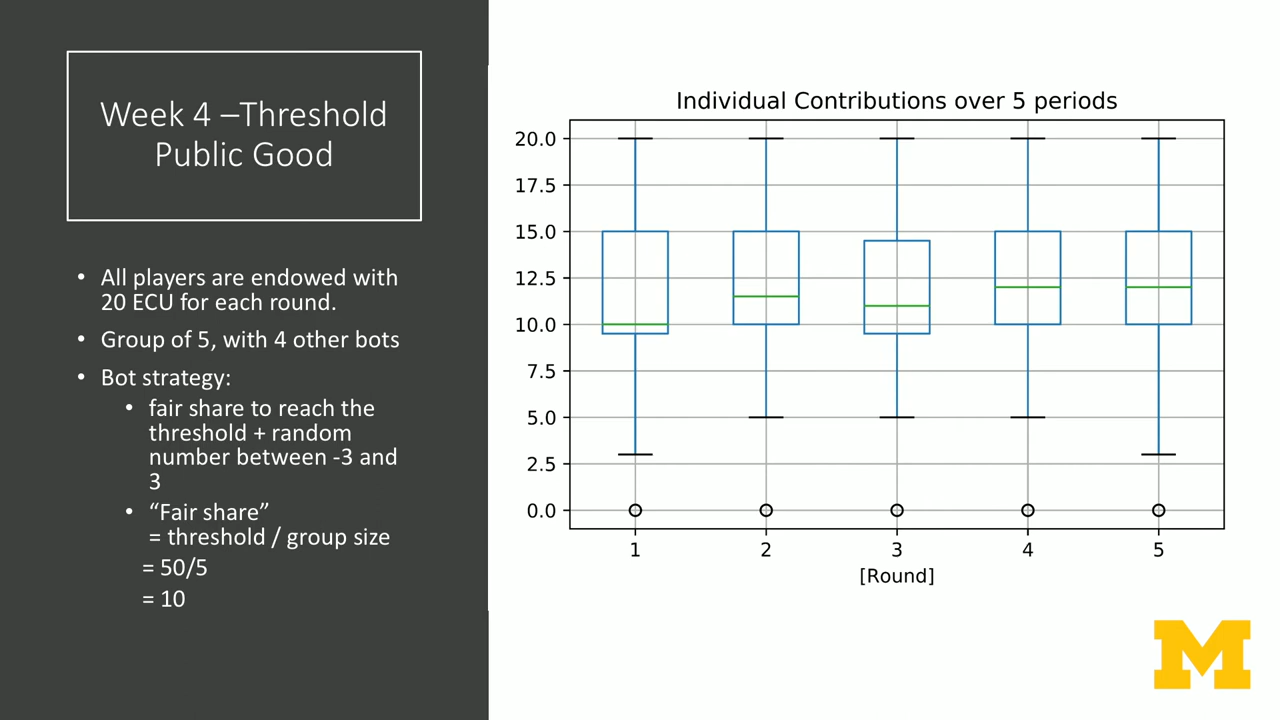 Week 4 –Threshold
Public Good
• All players are endowed with
20 ECU for each round.
• Group of 5, with 4 other bots
• Bot strategy:
• fair share to reach the
threshold + random
number between -3 and
3
• “Fair share”
= threshold / group size
= 50/5
= 10
Individual Contributions over 5 periods
20.0
17.5
15.0
12.5
10.0
7.5
5.0
2.5
0.0
1 2 3 4 5
[Round]
M